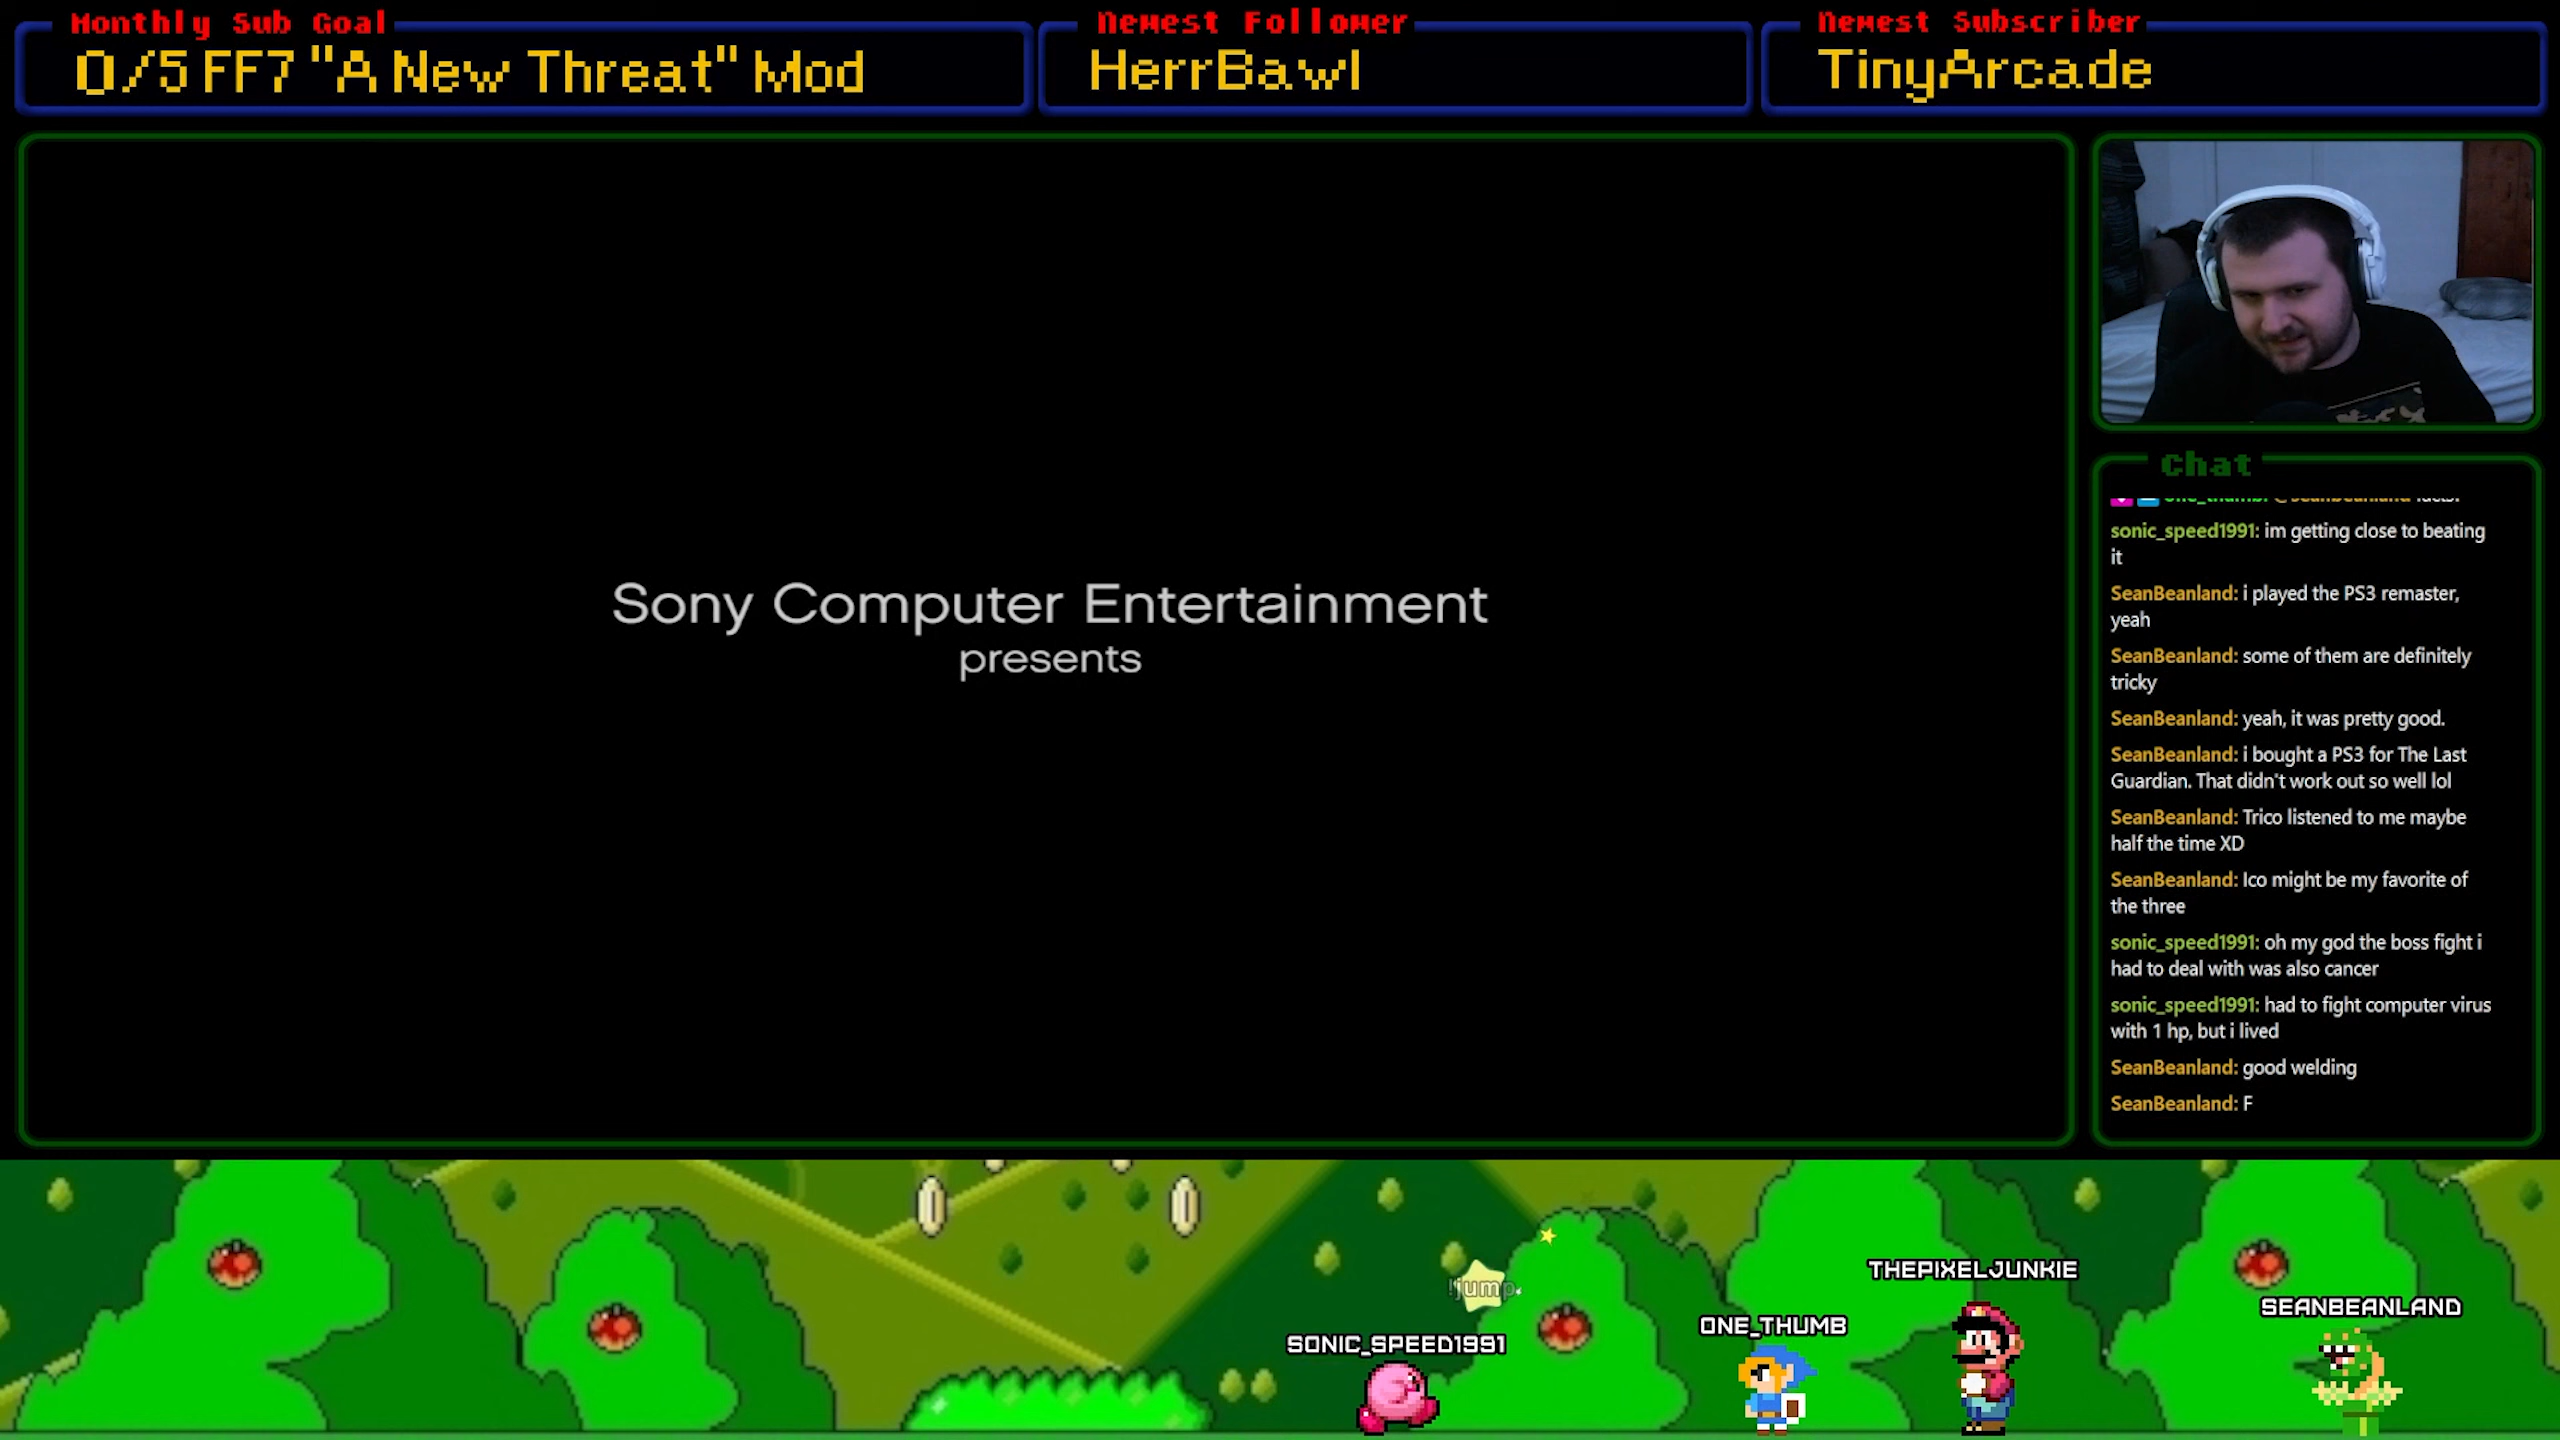 Monthly Sub Goal
0/5 FF7 "A New Threat" Mod
Newest Follower
HerrBawl
Newest Subscriber
TinyArcade
Sony Computer Entertainment
presents
Chat
one_thumb: @SeanBeanland facts!
sonic_speed1991: im getting close to beating
it
SeanBeanland: i played the PS3 remaster,
yeah
SeanBeanland: some of them are definitely
tricky
SeanBeanland: yeah, it was pretty good.
SeanBeanland: i bought a PS3 for The Last
Guardian. That didn't work out so well lol
SeanBeanland: Trico listened to me maybe
half the time XD
SeanBeanland: Ico might be my favorite of
the three
sonic_speed1991: oh my god the boss fight i
had to deal with was also cancer
sonic_speed1991: had to fight computer virus
with 1 hp, but i lived
SeanBeanland: good welding
SeanBeanland: F
!jump
SONIC_SPEED1991
ONE_THUMB
THEPIXELJUNKIE
SEANBEANLAND